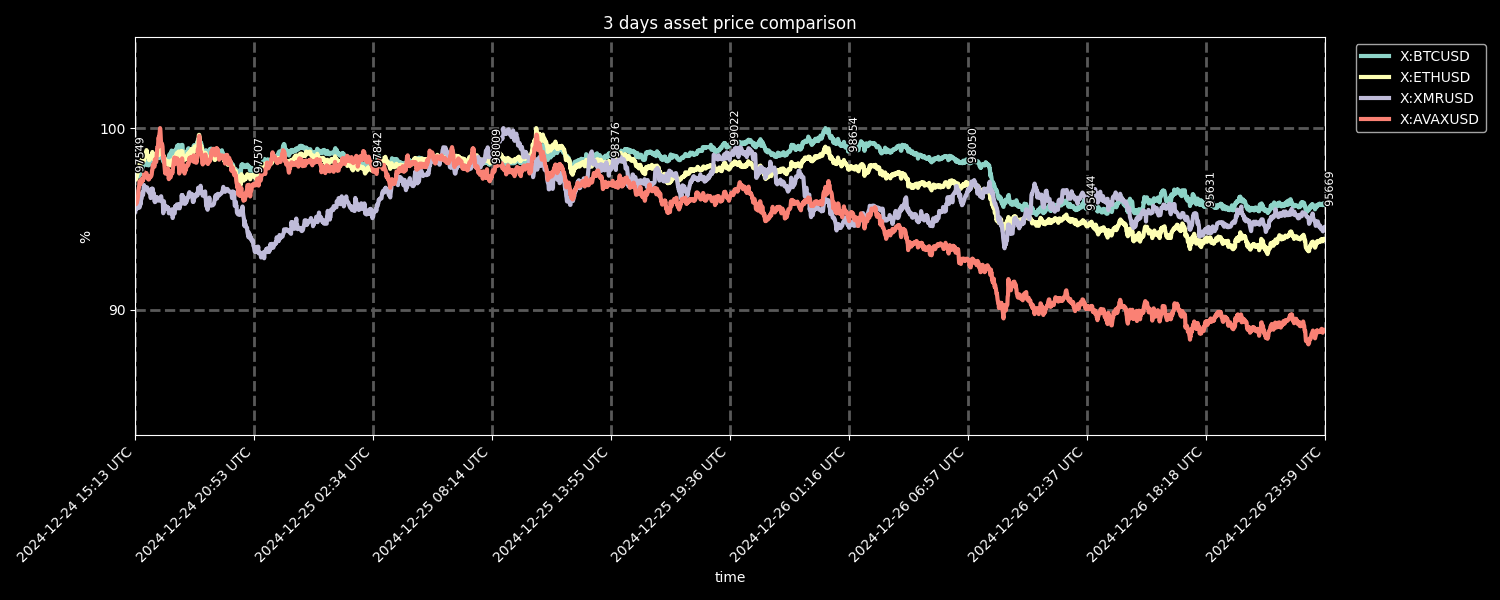 3 days asset price comparison
X:BTCUSD
X:ETHUSD
X:XMRUSD
X:AVAXUSD
100
90
%
97549
97507
97842
98009
98376
99022
98654
98050
95444
95631
95669
2024-12-24 15:13 UTC
2024-12-24 20:53 UTC
2024-12-25 02:34 UTC
2024-12-25 08:14 UTC
2024-12-25 13:55 UTC
2024-12-25 19:36 UTC
2024-12-26 01:16 UTC
2024-12-26 06:57 UTC
2024-12-26 12:37 UTC
2024-12-26 18:18 UTC
2024-12-26 23:59 UTC
time